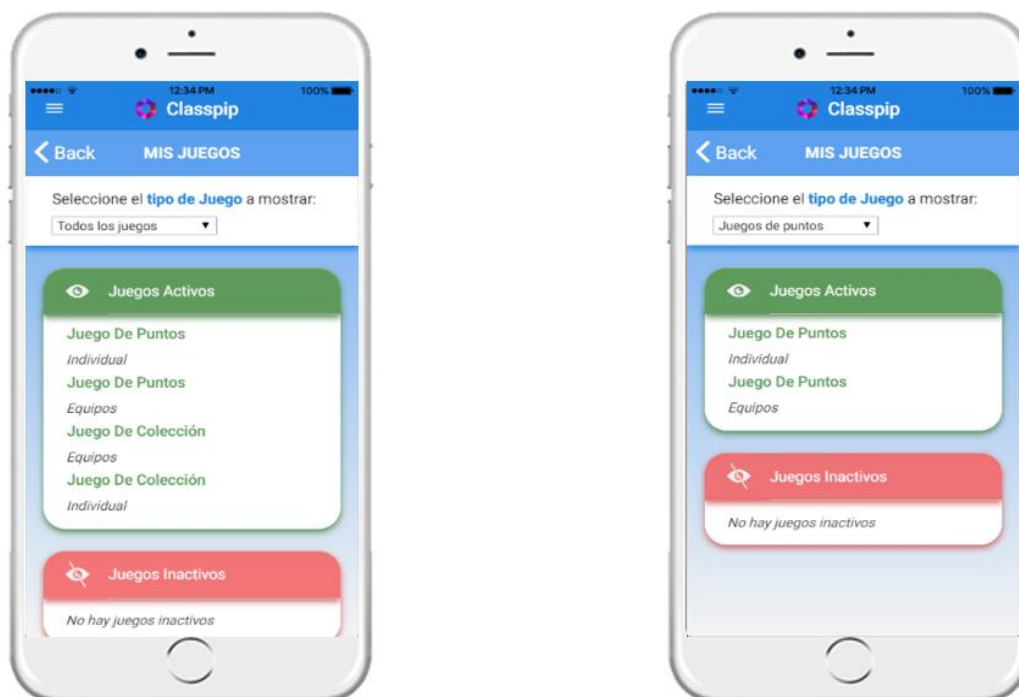 12:34 PM 100%
Classpip
Back MIS JUEGOS
Seleccione el tipo de Juego a mostrar:
Todos los juegos
Juegos Activos
Juego De Puntos
Individual
Juego De Puntos
Equipos
Juego De Colección
Equipos
Juego De Colección
Individual
Juegos Inactivos
No hay juegos inactivos
12:34 PM 100%
Classpip
Back MIS JUEGOS
Seleccione el tipo de Juego a mostrar:
Juegos de puntos
Juegos Activos
Juego De Puntos
Individual
Juego De Puntos
Equipos
Juegos Inactivos
No hay juegos inactivos